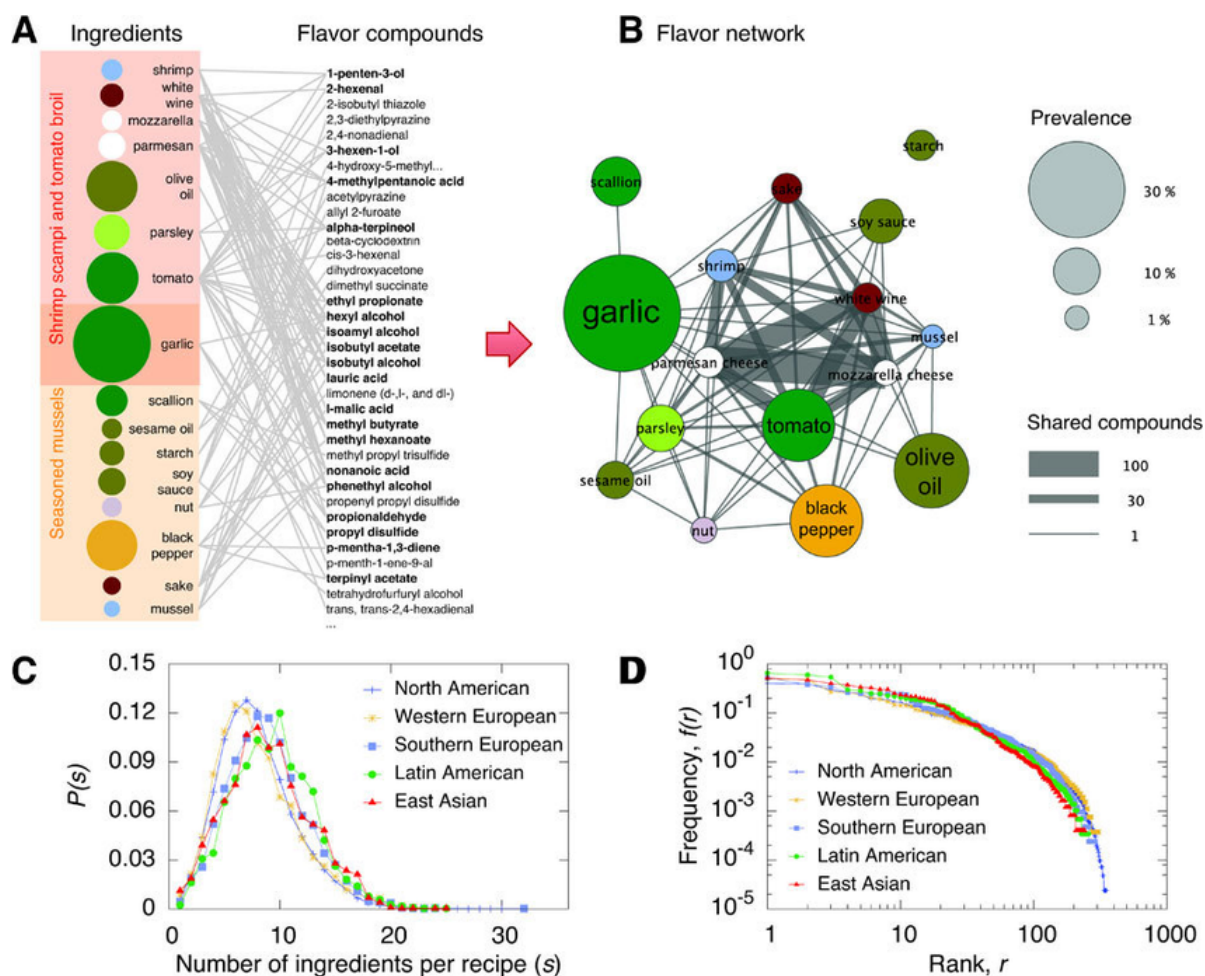 A
Ingredients
Flavor compounds
Shrimp scampi and tomato broil
Seasoned mussels
shrimp
white
wine
mozzarella
parmesan
olive
oil
parsley
tomato
garlic
scallion
sesame oil
starch
soy
sauce
nut
black
pepper
sake
mussel
1-penten-3-ol
2-hexenal
2-isobutyl thiazole
2,3-diethylpyrazine
2,4-nonadienal
3-hexen-1-ol
4-hydroxy-5-methyl...
4-methylpentanoic acid
acetylpyrazine
allyl 2-furoate
alpha-terpineol
beta-cyclodextrin
cis-3-hexenal
dihydroxyacetone
dimethyl succinate
ethyl propionate
hexyl alcohol
isoamyl alcohol
isobutyl acetate
isobutyl alcohol
lauric acid
limonene (d-,l-, and dl-)
l-malic acid
methyl butyrate
methyl hexanoate
methyl propyl trisulfide
nonanoic acid
phenethyl alcohol
propenyl propyl disulfide
propionaldehyde
propyl disulfide
p-mentha-1,3-diene
p-menth-1-ene-9-al
terpinyl acetate
tetrahydrofurfuryl alcohol
trans, trans-2,4-hexadienal
...
B
Flavor network
starch
scallion
sake
soy sauce
shrimp
white wine
garlic
mussel
parmesan cheese
mozzarella cheese
parsley
tomato
sesame oil
olive
oil
black
pepper
nut
Prevalence
30 %
10 %
1 %
Shared compounds
100
30
1
C
P(s)
0.15
0.12
0.09
0.06
0.03
0
0
10
20
30
Number of ingredients per recipe (s)
North American
Western European
Southern European
Latin American
East Asian
D
Frequency, f(r)
10^0
10^-1
10^-2
10^-3
10^-4
10^-5
1
10
100
1000
Rank, r
North American
Western European
Southern European
Latin American
East Asian